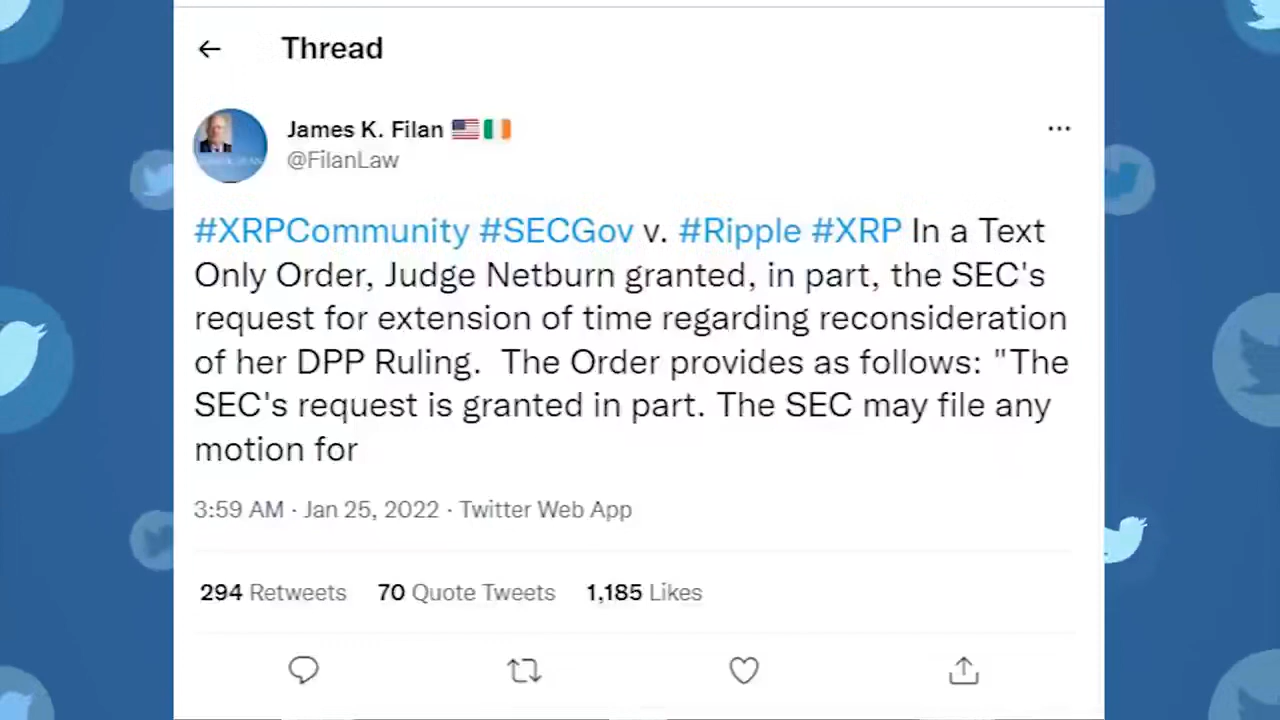 Thread
James K. Filan 🇺🇸🇮🇪
@FilanLaw
#XRPCommunity #SECGov v. #Ripple #XRP In a Text
Only Order, Judge Netburn granted, in part, the SEC's
request for extension of time regarding reconsideration
of her DPP Ruling.  The Order provides as follows: "The
SEC's request is granted in part. The SEC may file any
motion for
3:59 AM · Jan 25, 2022 · Twitter Web App
294 Retweets 70 Quote Tweets 1,185 Likes